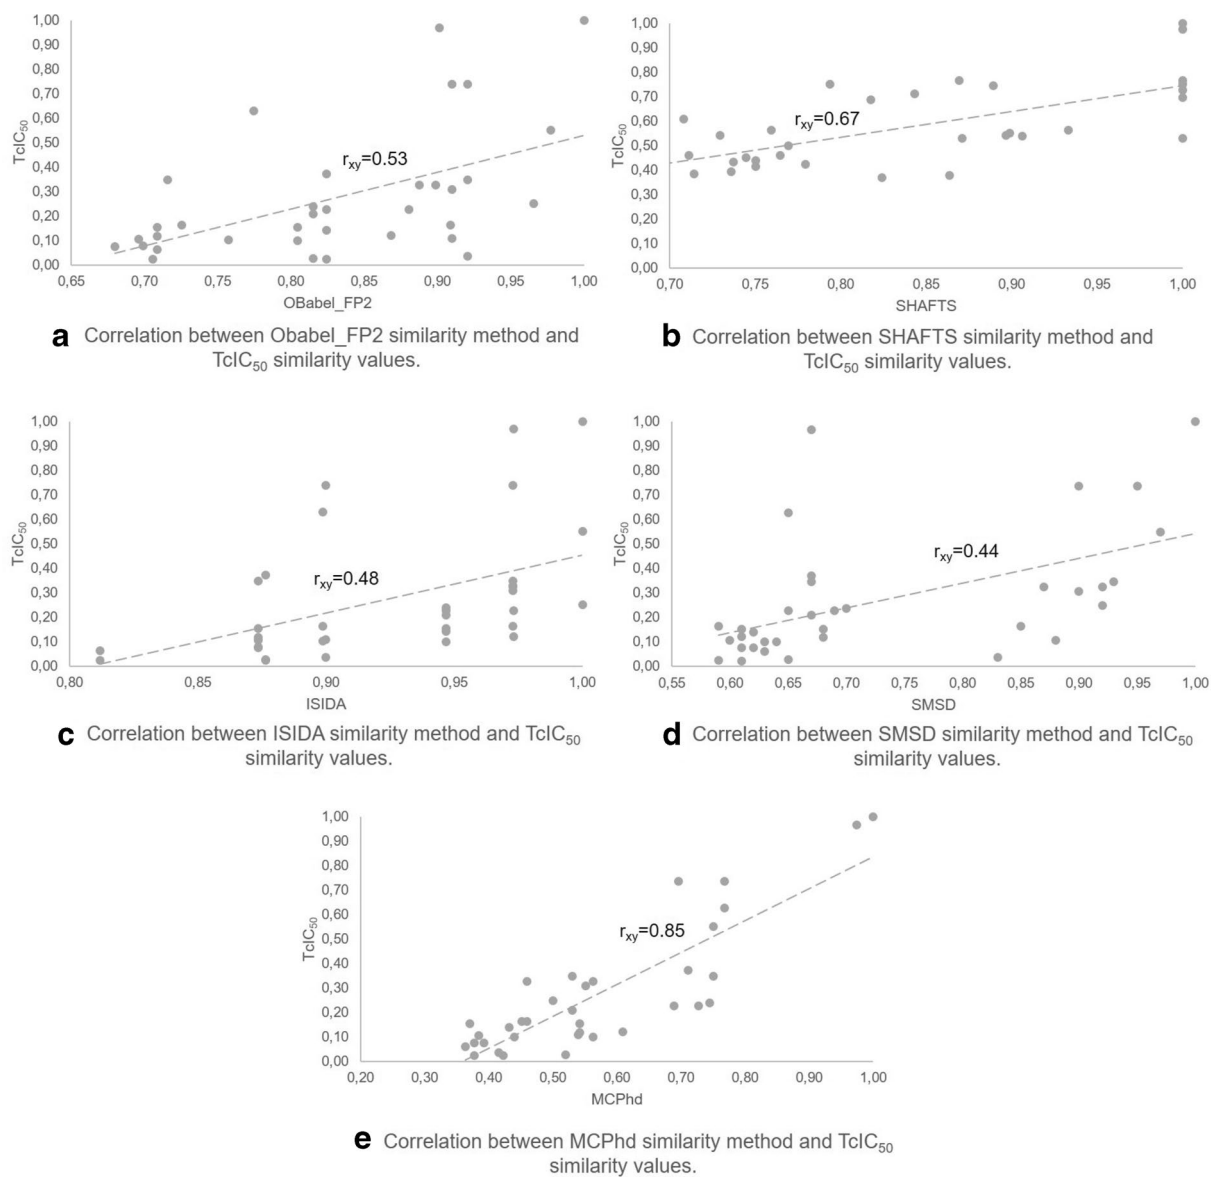 1,00
0,90
0,80
0,70
0,60
0,50
0,40
0,30
0,20
0,10
0,00
TcIC50
rxy=0.53
0,65 0,70 0,75 0,80 0,85 0,90 0,95 1,00
OBabel_FP2
a Correlation between Obabel_FP2 similarity method and
TcIC50 similarity values.
1,00
0,90
0,80
0,70
0,60
0,50
0,40
0,30
0,20
0,10
0,00
TcIC50
rxy=0.67
0,70 0,75 0,80 0,85 0,90 0,95 1,00
SHAFTS
b Correlation between SHAFTS similarity method and
TcIC50 similarity values.
1,00
0,90
0,80
0,70
0,60
0,50
0,40
0,30
0,20
0,10
0,00
TcIC50
rxy=0.48
0,80 0,85 0,90 0,95 1,00
ISIDA
c Correlation between ISIDA similarity method and TcIC50
similarity values.
1,00
0,90
0,80
0,70
0,60
0,50
0,40
0,30
0,20
0,10
0,00
TcIC50
rxy=0.44
0,55 0,60 0,65 0,70 0,75 0,80 0,85 0,90 0,95 1,00
SMSD
d Correlation between SMSD similarity method and TcIC50
similarity values.
1,00
0,90
0,80
0,70
0,60
0,50
0,40
0,30
0,20
0,10
0,00
TcIC50
rxy=0.85
0,20 0,30 0,40 0,50 0,60 0,70 0,80 0,90 1,00
MCPhd
e Correlation between MCPhd similarity method and TcIC50
similarity values.